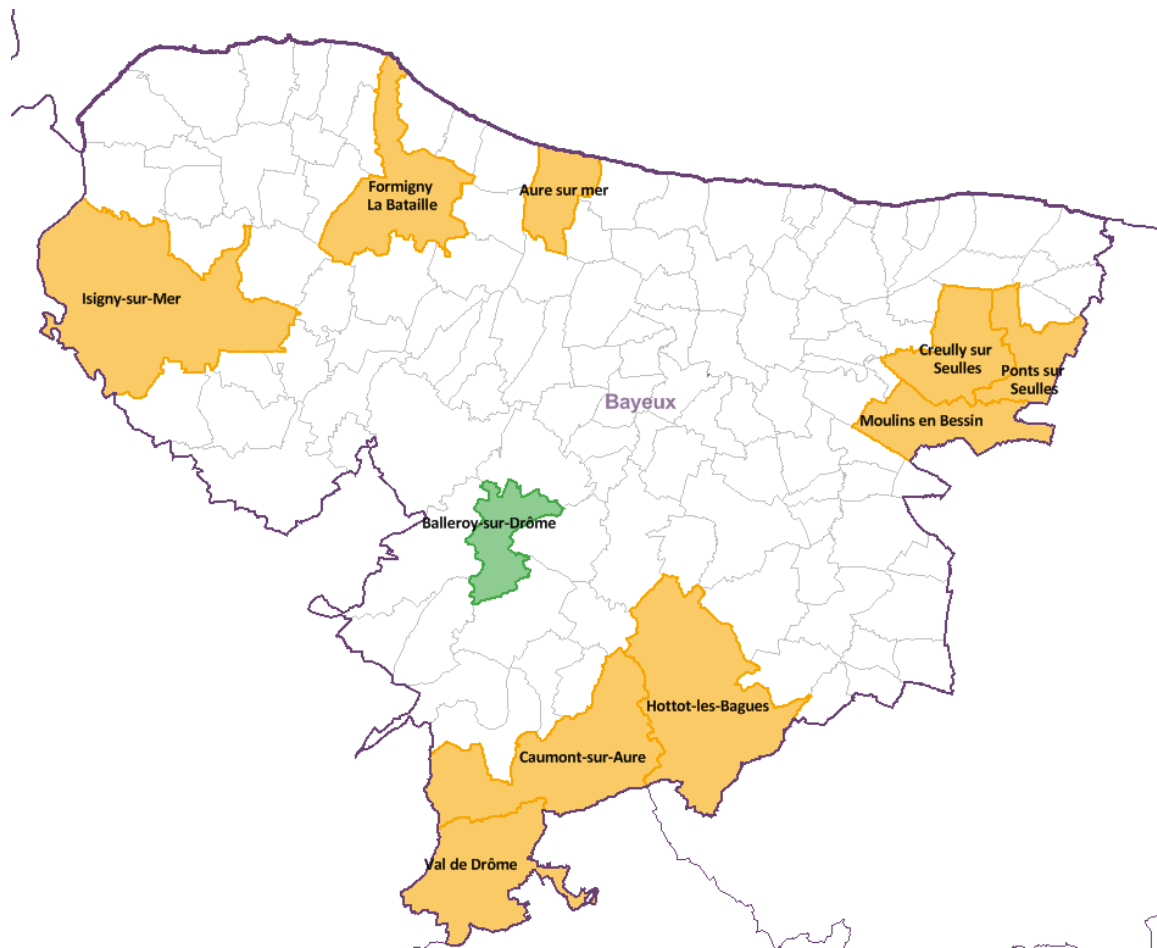 Formigny
La Bataille
Aure sur mer
Isigny-sur-Mer
Creully sur
Seulles
Ponts sur
Seulles
Bayeux
Moulins en Bessin
Balleroy-sur-Drôme
Hottot-les-Bagues
Caumont-sur-Aure
Val de Drôme